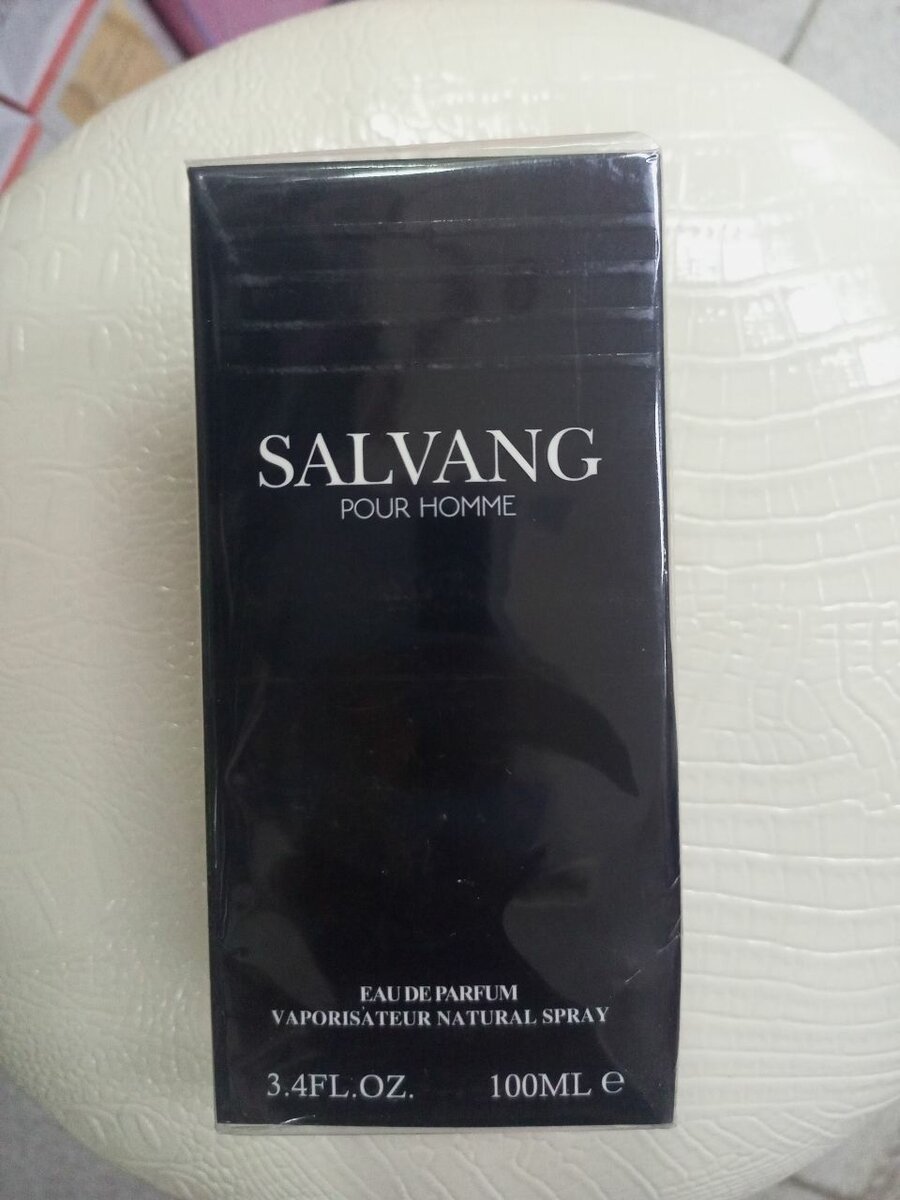 SALVANG
POUR HOMME
EAU DE PARFUM
VAPORISATEUR NATURAL SPRAY
3.4FL.OZ. 100ML ℮